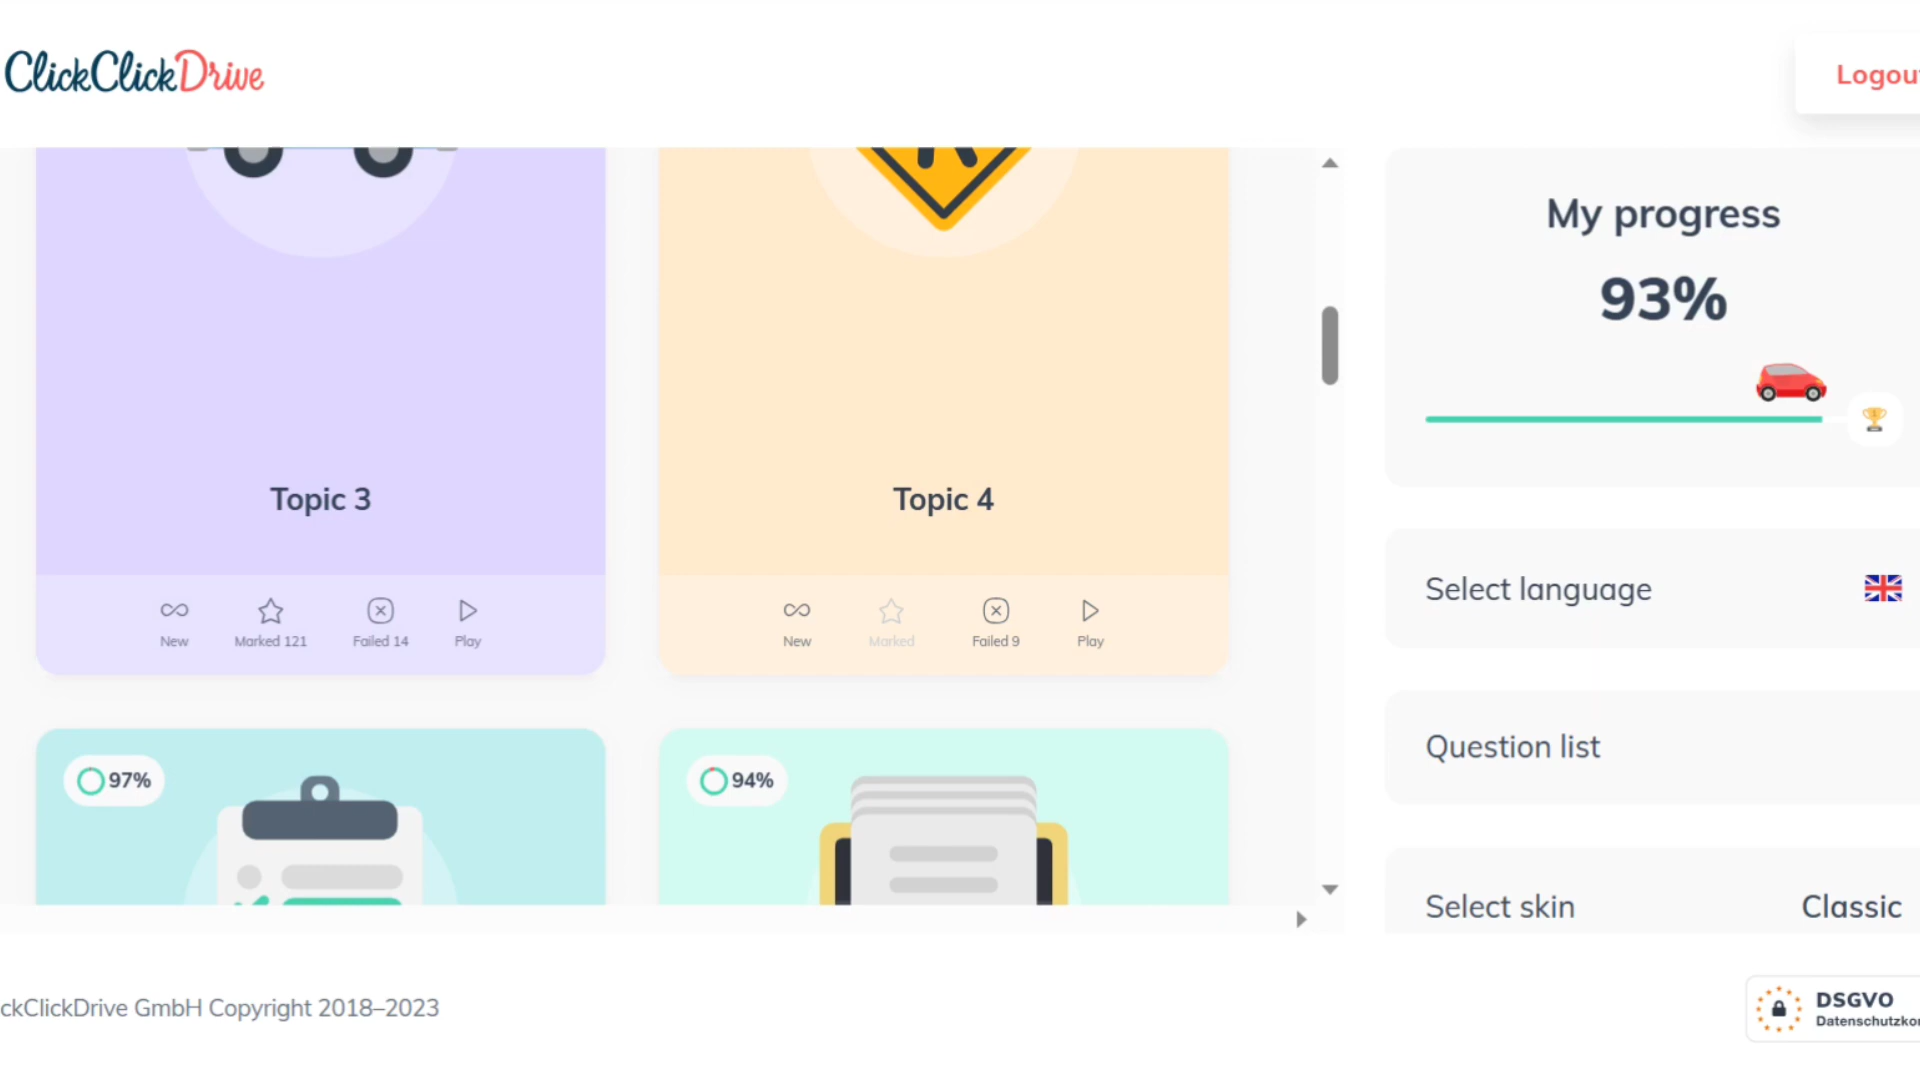 ClickClickDrive
Logou
My progress
93%
Topic 3
Topic 4
New
Marked 121
Failed 14
Play
New
Marked
Failed 9
Play
Select language
Question list
97%
94%
Select skin
Classic
ckClickDrive GmbH Copyright 2018–2023
DSGVO
Datenschutzkon